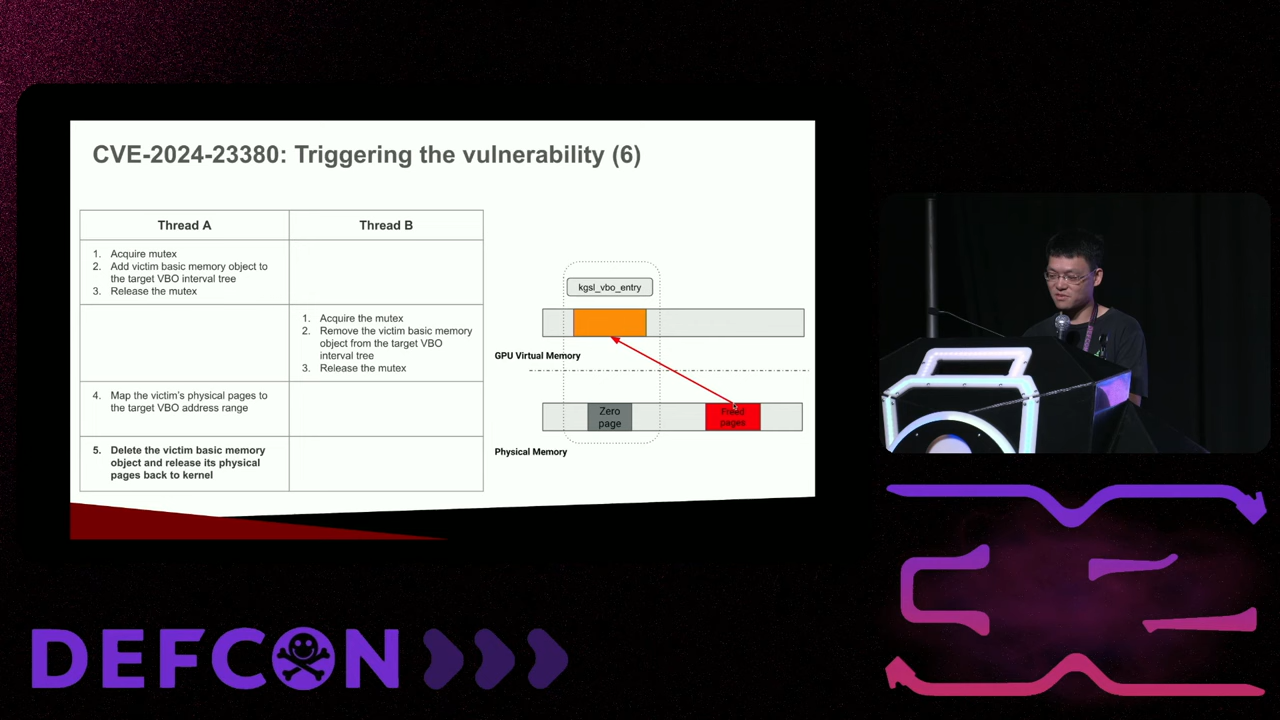 CVE-2024-23380: Triggering the vulnerability (6)
Thread A
Thread B
1. Acquire mutex
2. Add victim basic memory object to
the target VBO interval tree
3. Release the mutex
1. Acquire the mutex
2. Remove the victim basic memory
object from the target VBO
interval tree
3. Release the mutex
4. Map the victim's physical pages to
the target VBO address range
5. Delete the victim basic memory
object and release its physical
pages back to kernel
kgsl_vbo_entry
GPU Virtual Memory
Zero
page
Freed
pages
Physical Memory
DEFCON